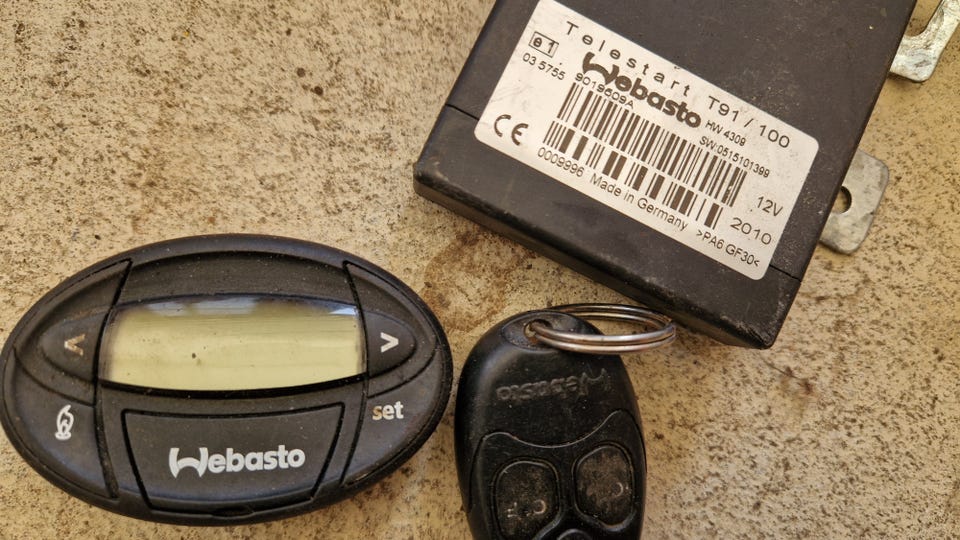 Telestart T91 / 100
e1
03 5755
Webasto
9019609A
HW 4309
SW:0515101399
CE
12V
0009996 Made in Germany
2010
>PA6 GF30<
< >
set
Webasto
Webasto